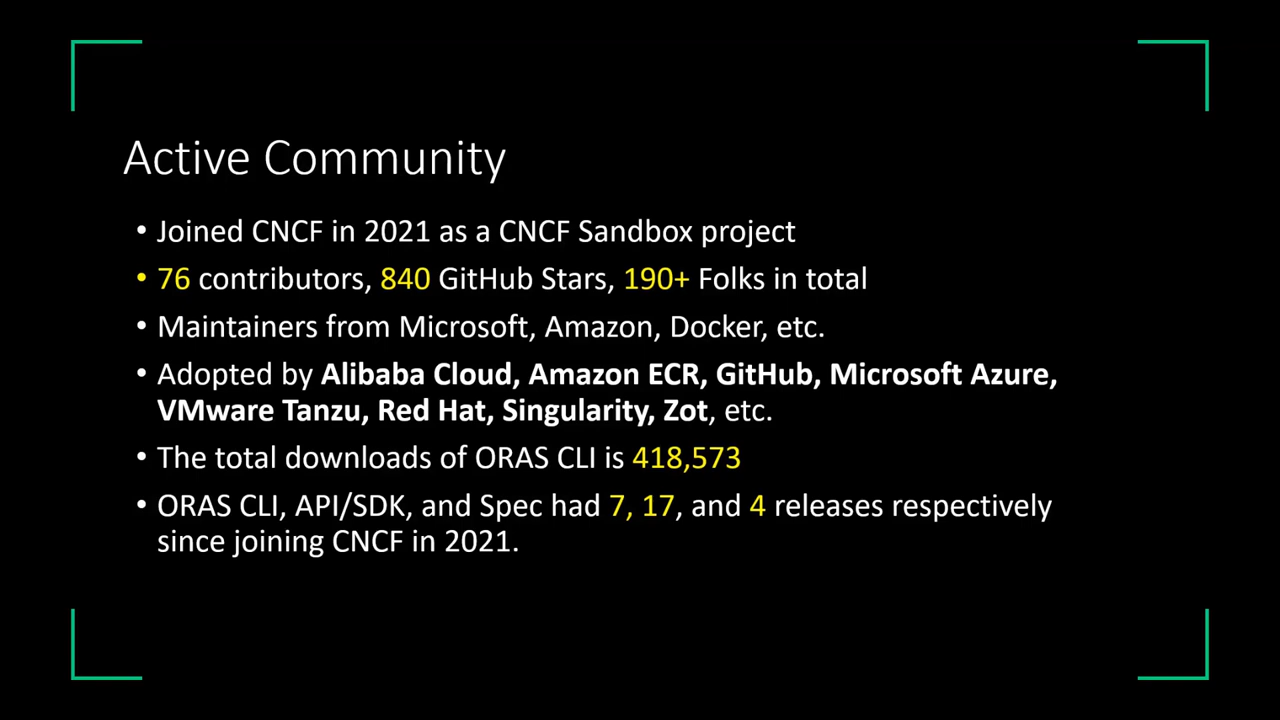 Active Community
• Joined CNCF in 2021 as a CNCF Sandbox project
• 76 contributors, 840 GitHub Stars, 190+ Folks in total
• Maintainers from Microsoft, Amazon, Docker, etc.
• Adopted by Alibaba Cloud, Amazon ECR, GitHub, Microsoft Azure,
VMware Tanzu, Red Hat, Singularity, Zot, etc.
• The total downloads of ORAS CLI is 418,573
• ORAS CLI, API/SDK, and Spec had 7, 17, and 4 releases respectively
since joining CNCF in 2021.